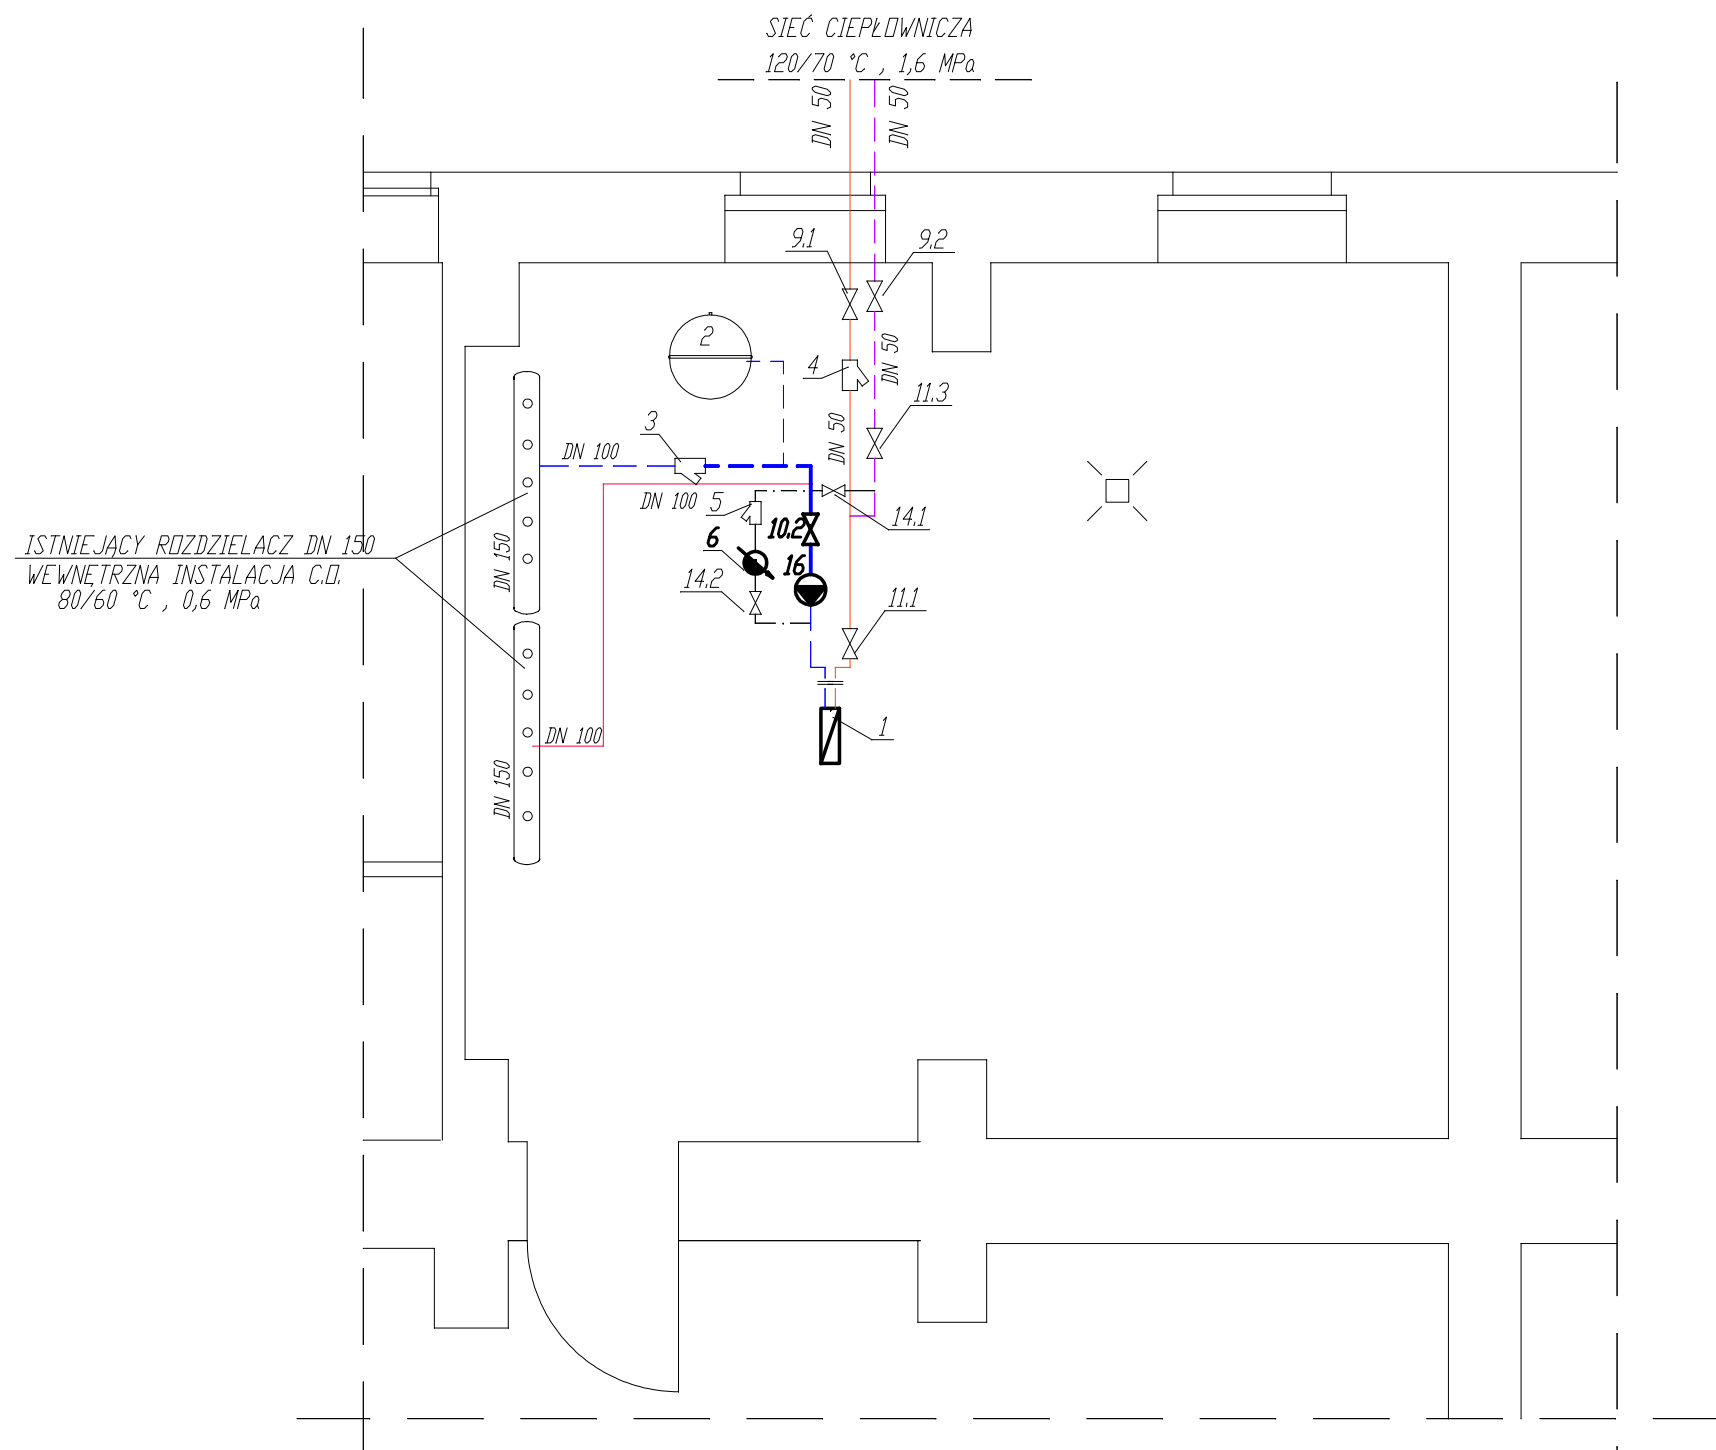 SIEĆ CIEPŁOWNICZA
120/70 °C , 1,6 MPa
DN 50
DN 50
9.1
9.2
2
4
DN 50
11.3
3
DN 100
DN 50
DN 100
5
14.1
10.2
6
16
14.2
11.1
DN 150
ISTNIEJĄCY ROZDZIELACZ DN 150
WEWNĘTRZNA INSTALACJA C.O.
80/60 °C , 0,6 MPa
1
DN 100
DN 150